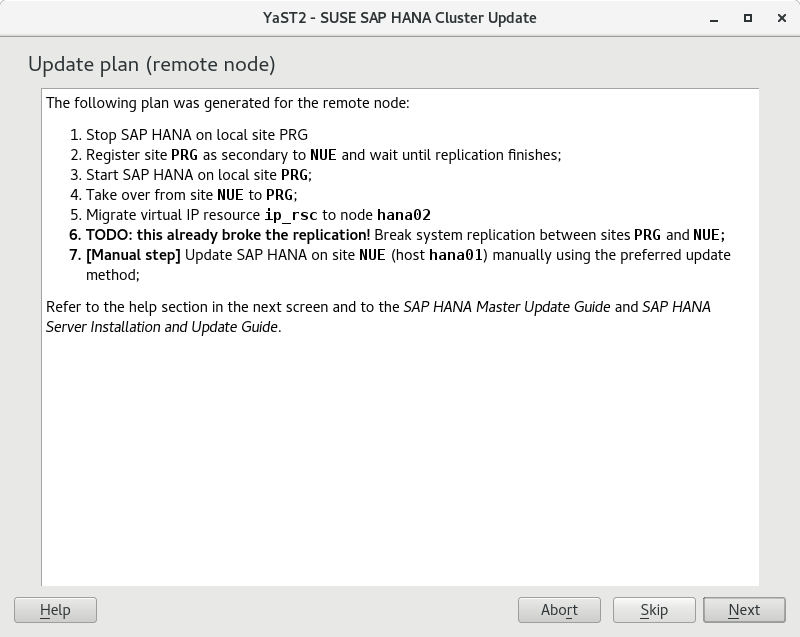 YaST2 - SUSE SAP HANA Cluster Update
Update plan (remote node)
The following plan was generated for the remote node:
1. Stop SAP HANA on local site PRG
2. Register site PRG as secondary to NUE and wait until replication finishes;
3. Start SAP HANA on local site PRG;
4. Take over from site NUE to PRG;
5. Migrate virtual IP resource ip_rsc to node hana02
6. TODO: this already broke the replication! Break system replication between sites PRG and NUE;
7. [Manual step] Update SAP HANA on site NUE (host hana01) manually using the preferred update
method;
Refer to the help section in the next screen and to the SAP HANA Master Update Guide and SAP HANA
Server Installation and Update Guide.
Help Abort Skip Next